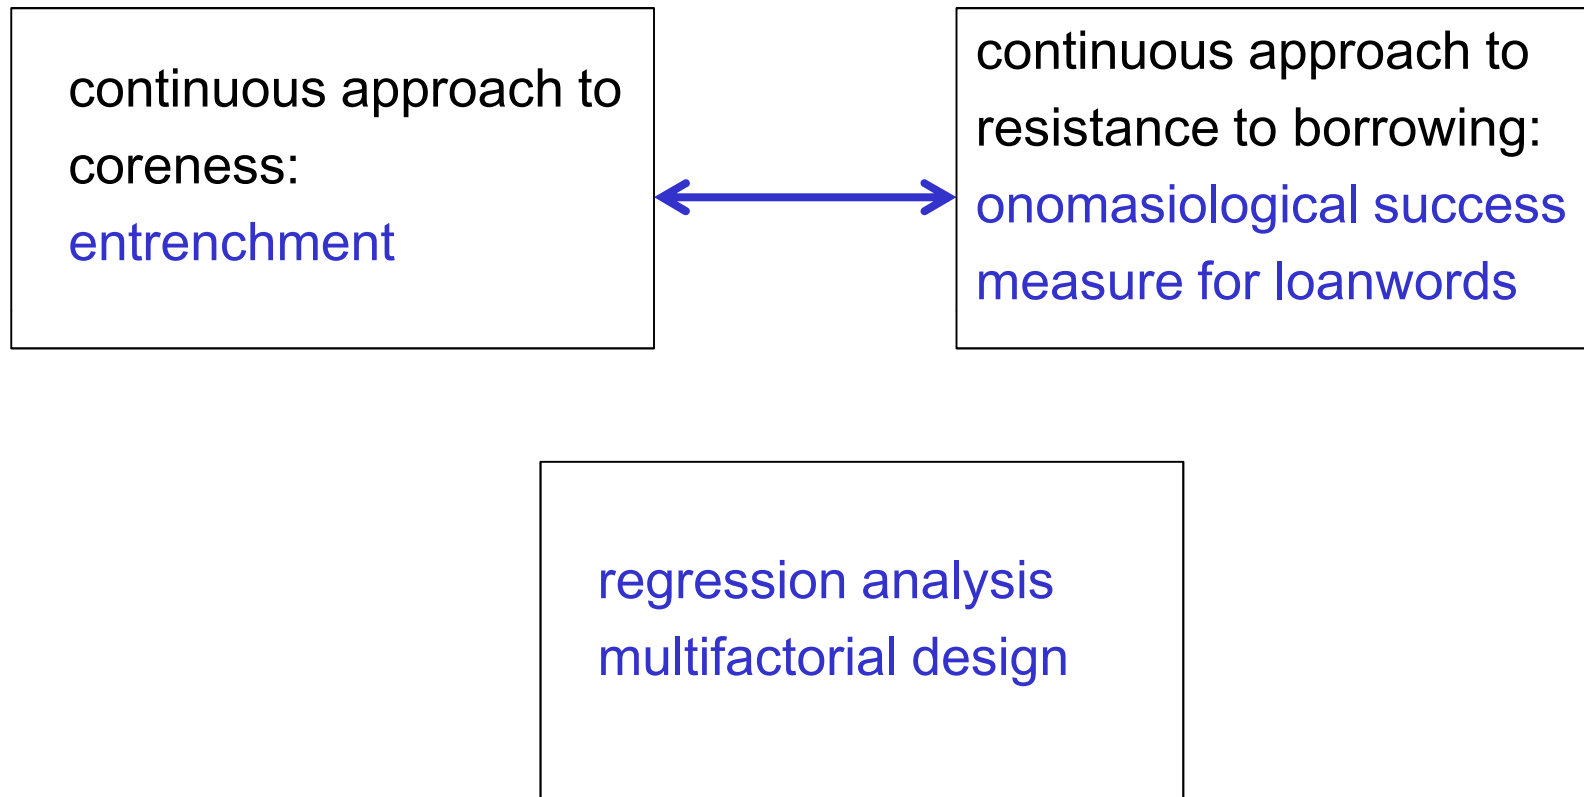 continuous approach to
coreness:
entrenchment
continuous approach to
resistance to borrowing:
onomasiological success
measure for loanwords
regression analysis
multifactorial design